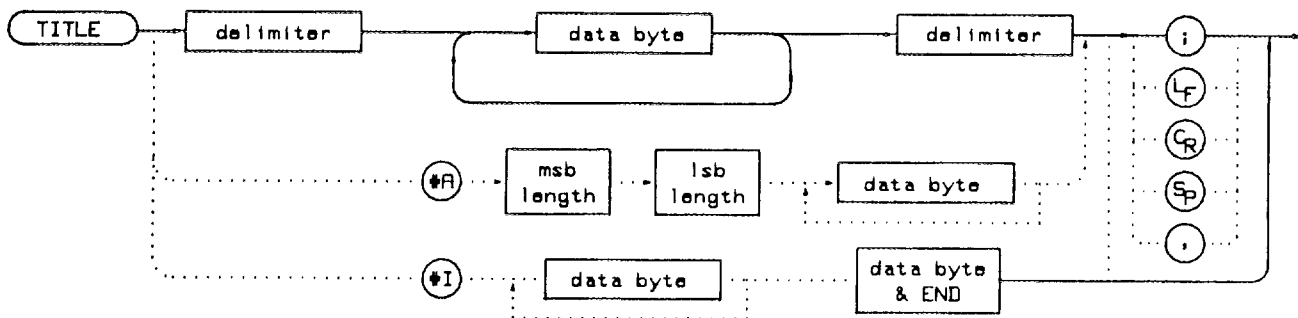 TITLE
delimiter
data byte
delimiter
;
LF
CR
SP
,
#A
msb
length
lsb
length
data byte
#I
data byte
data byte
& END